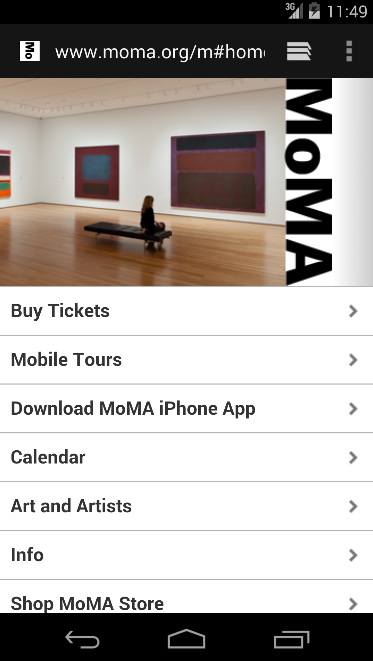 3G 11:49
Mo www.moma.org/m#hom
MoMA
Buy Tickets
Mobile Tours
Download MoMA iPhone App
Calendar
Art and Artists
Info
Shop MoMA Store